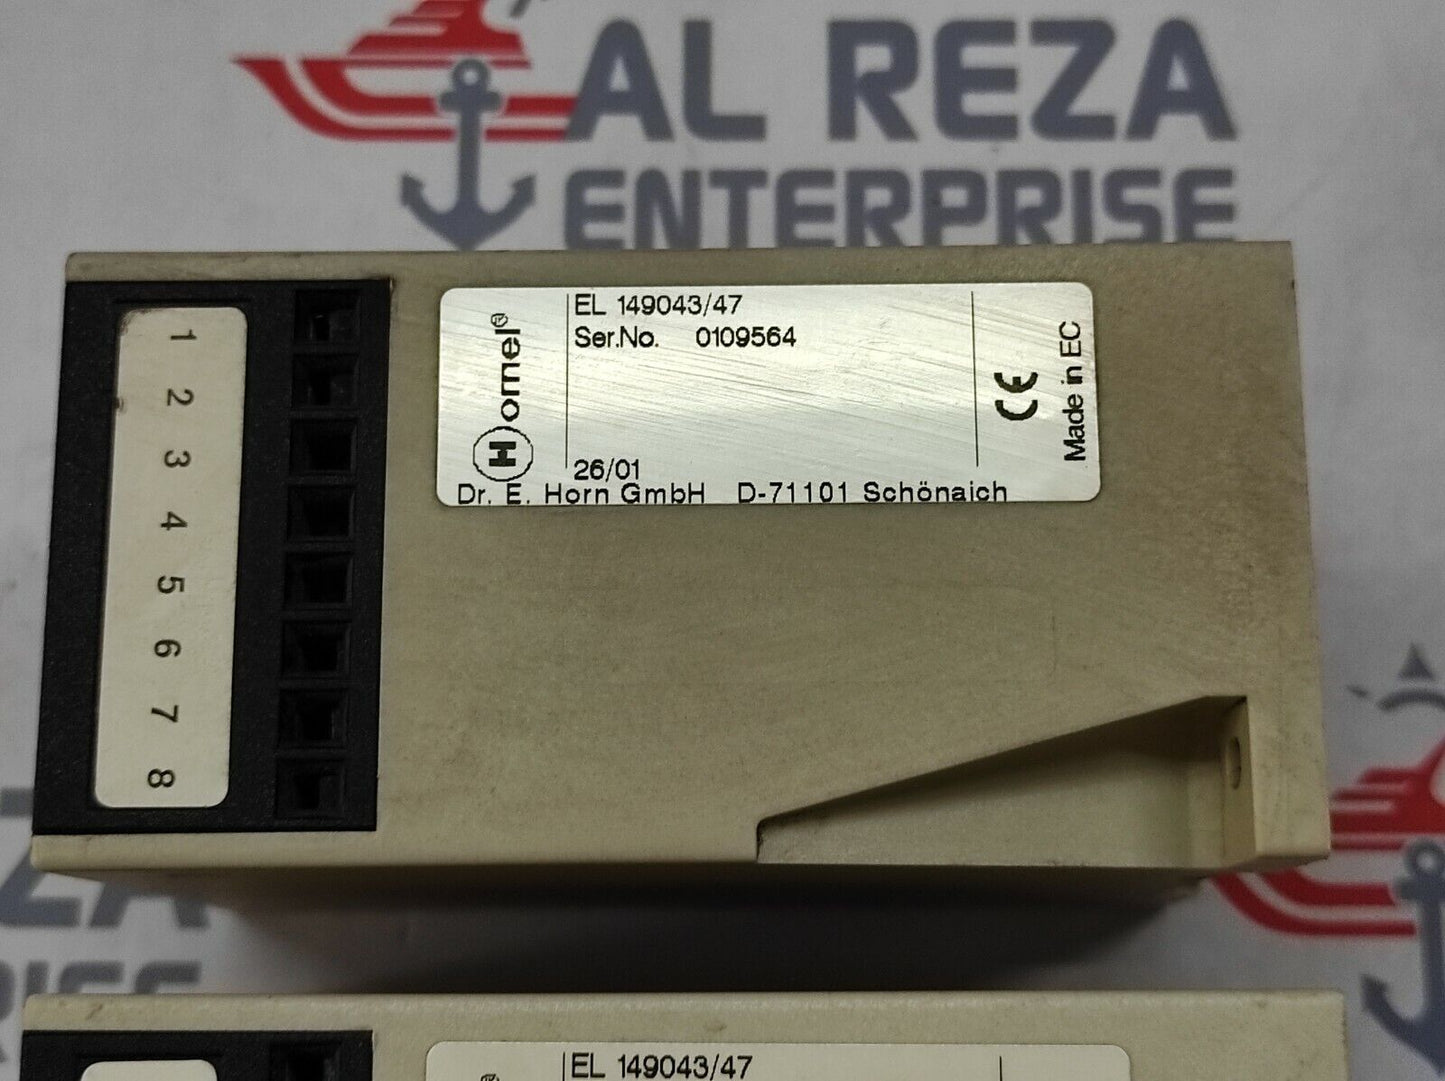 AL REZA
ENTERPRISE
1
2
3
4
5
6
7
8
Homel®
EL 149043/47
Ser.No. 0109564
26/01
Dr. E. Horn GmbH D-71101 Schönaich
CE
Made in EC
EL 149043/47